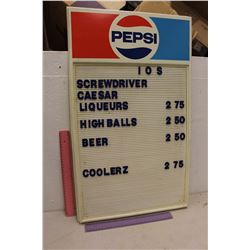 PEPSI
IOS
SCREWDRIVER
CAESAR
LIQUEURS 2 75
HIGH BALLS 2 50
BEER 2 50
COOLERZ 2 75